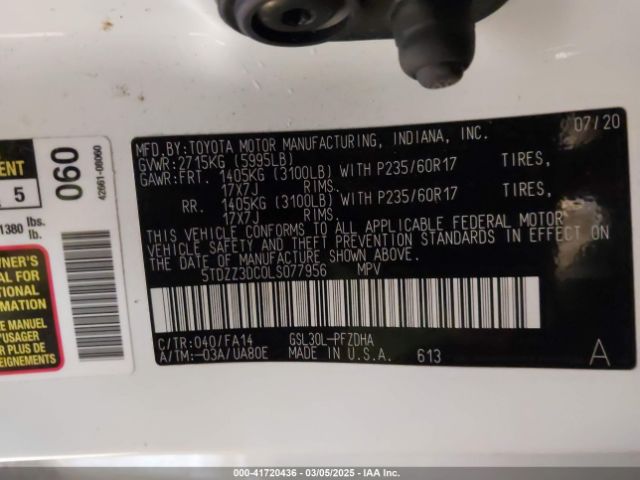 MFD.BY:TOYOTA MOTOR MANUFACTURING, INDIANA, INC. 07/20
GVWR:2715KG (5995LB)
GAWR:FRT. 1405KG (3100LB) WITH P235/60R17 TIRES,
17X7J RIMS.
RR. 1405KG (3100LB) WITH P235/60R17 TIRES,
17X7J RIMS.
THIS VEHICLE CONFORMS TO ALL APPLICABLE FEDERAL MOTOR
VEHICLE SAFETY AND THEFT PREVENTION STANDARDS IN EFFECT ON
THE DATE OF MANUFACTURE SHOWN ABOVE.
5TDZZ3DC0LS077956 MPV
C/TR:040/FA14 GSL30L-PFZDHA
A/TM:-03A/UA80E MADE IN U.S.A. 613 A
ENT
5
1380 lbs.
lb.
NER'S
AL FOR
TIONAL
RMATION
LE MANUEL
'USAGER
R PLUS DE
EIGNEMENTS
060
42661-08060
© 41720436 - 03/05/2025 - IAA Inc.